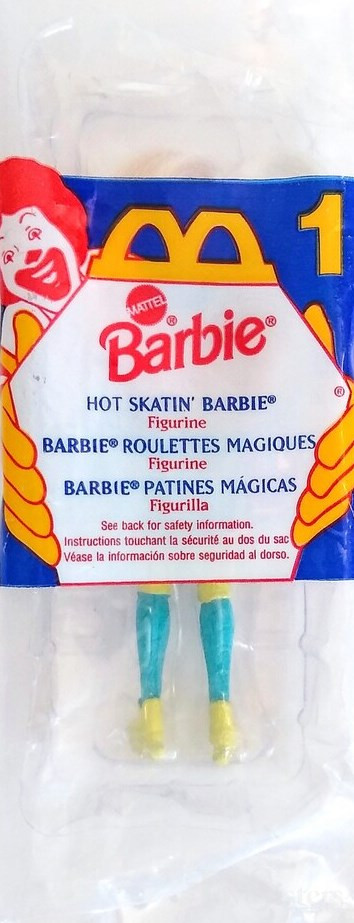 1
MATTEL
Barbie®
HOT SKATIN' BARBIE®
Figurine
BARBIE® ROULETTES MAGIQUES
Figurine
BARBIE® PATINES MÁGICAS
Figurilla
See back for safety information.
Instructions touchant la sécurité au dos du sac
Véase la información sobre seguridad al dorso.